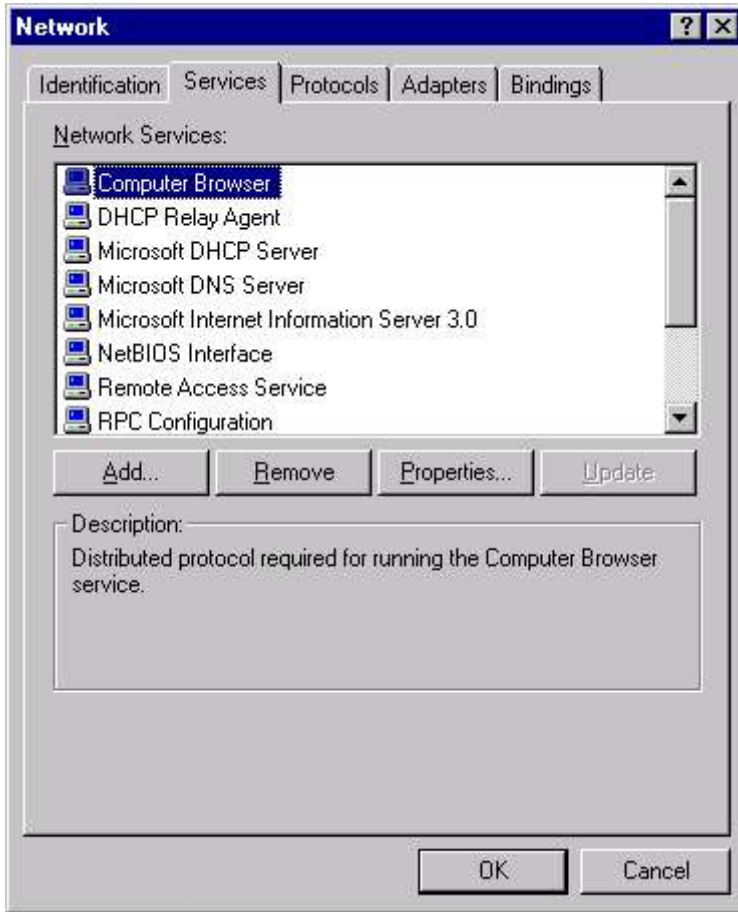 Network
Identification Services Protocols Adapters Bindings
Network Services:
Computer Browser
DHCP Relay Agent
Microsoft DHCP Server
Microsoft DNS Server
Microsoft Internet Information Server 3.0
NetBIOS Interface
Remote Access Service
RPC Configuration
Add... Remove Properties... Update
Description:
Distributed protocol required for running the Computer Browser
service.
OK Cancel